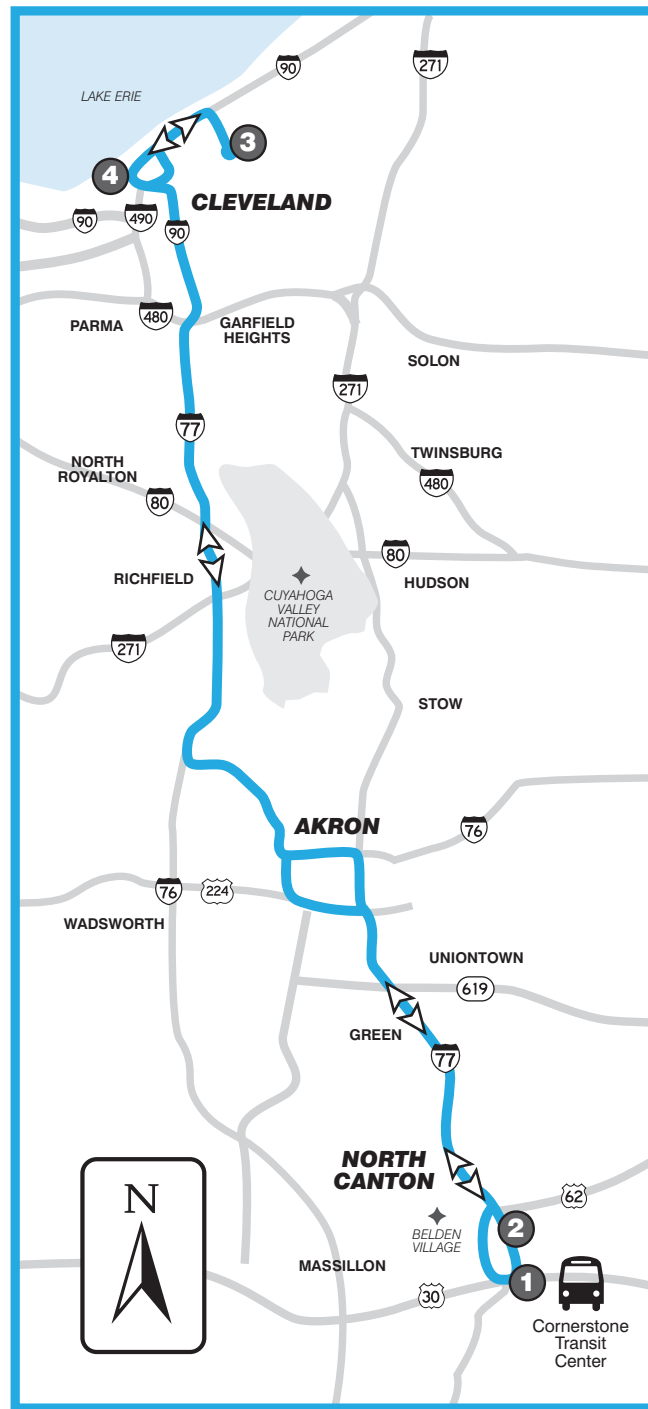 90
271
LAKE ERIE
3
4
CLEVELAND
90
490
90
PARMA
480
GARFIELD
HEIGHTS
SOLON
271
77
NORTH
ROYALTON
TWINSBURG
480
80
80
RICHFIELD
HUDSON
CUYAHOGA
VALLEY
NATIONAL
PARK
271
STOW
AKRON
76
76
224
WADSWORTH
UNIONTOWN
619
GREEN
77
NORTH
CANTON
N
62
BELDEN
VILLAGE
2
MASSILLON
1
30
Cornerstone
Transit
Center